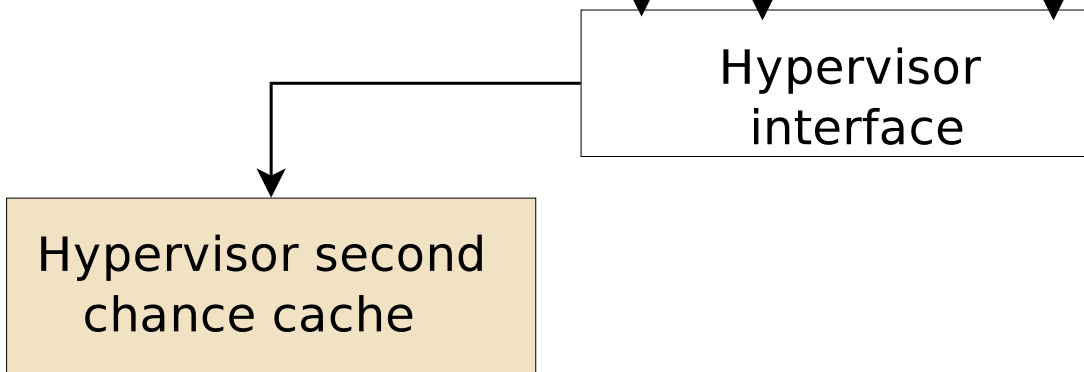 Hypervisor
interface
Hypervisor second
chance cache